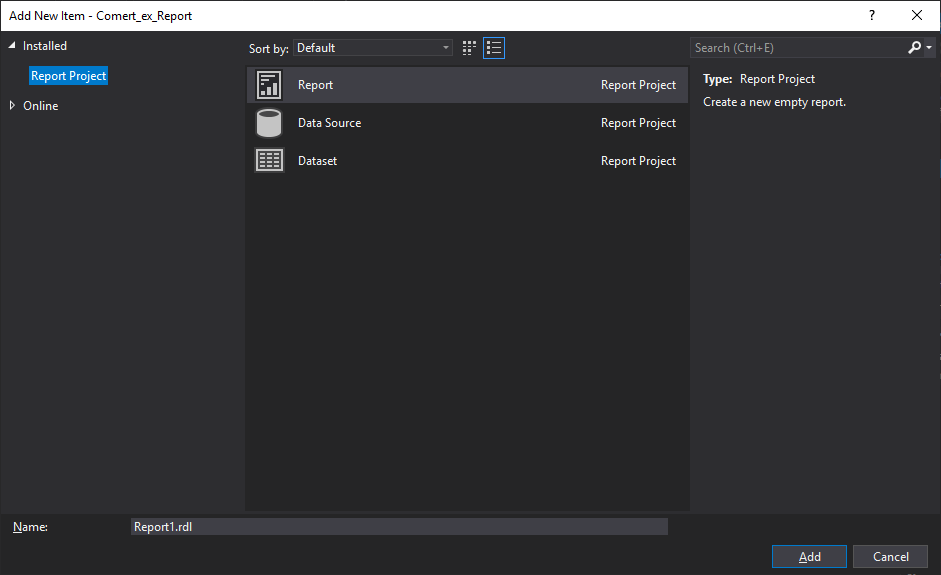 Add New Item - Comert_ex_Report
?
Installed
Report Project
Online
Sort by: Default
Search (Ctrl+E)
Report Report Project
Data Source Report Project
Dataset Report Project
Type: Report Project
Create a new empty report.
Name: Report1.rdl
Add Cancel